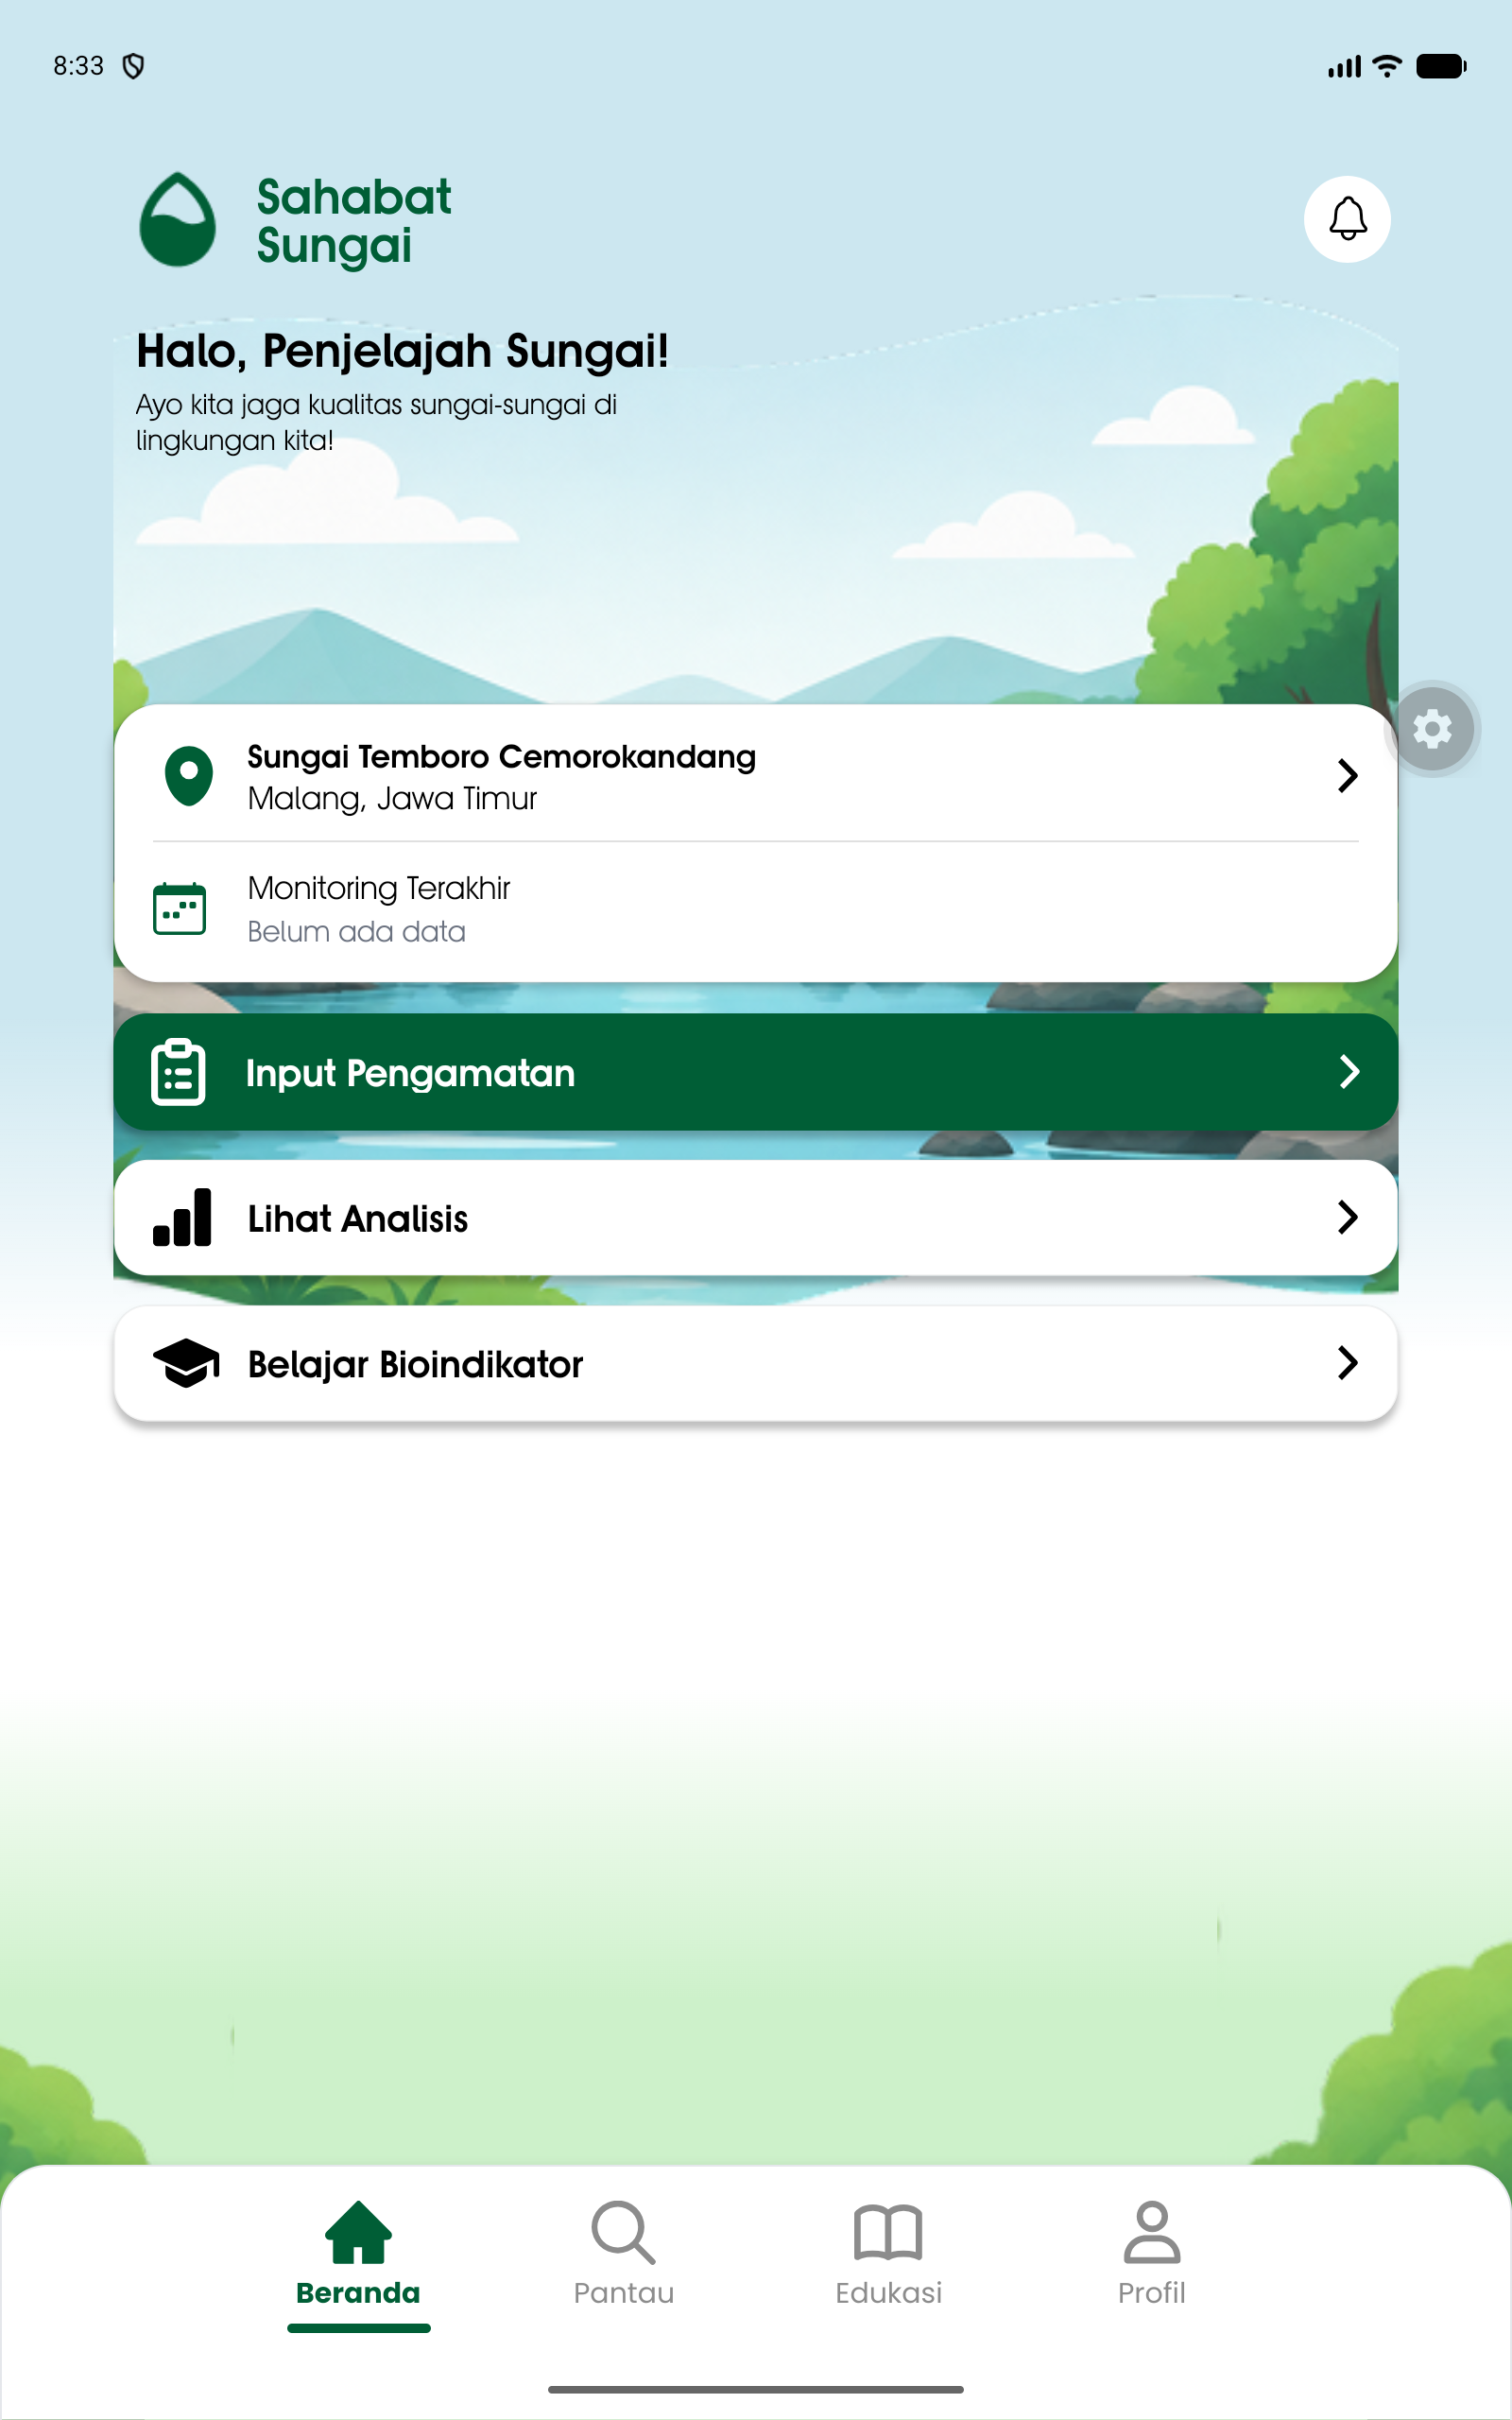 8:33
Sahabat
Sungai
Halo, Penjelajah Sungai!
Ayo kita jaga kualitas sungai-sungai di
lingkungan kita!
Sungai Temboro Cemorokandang
Malang, Jawa Timur
Monitoring Terakhir
Belum ada data
Input Pengamatan
Lihat Analisis
Belajar Bioindikator
Beranda
Pantau
Edukasi
Profil